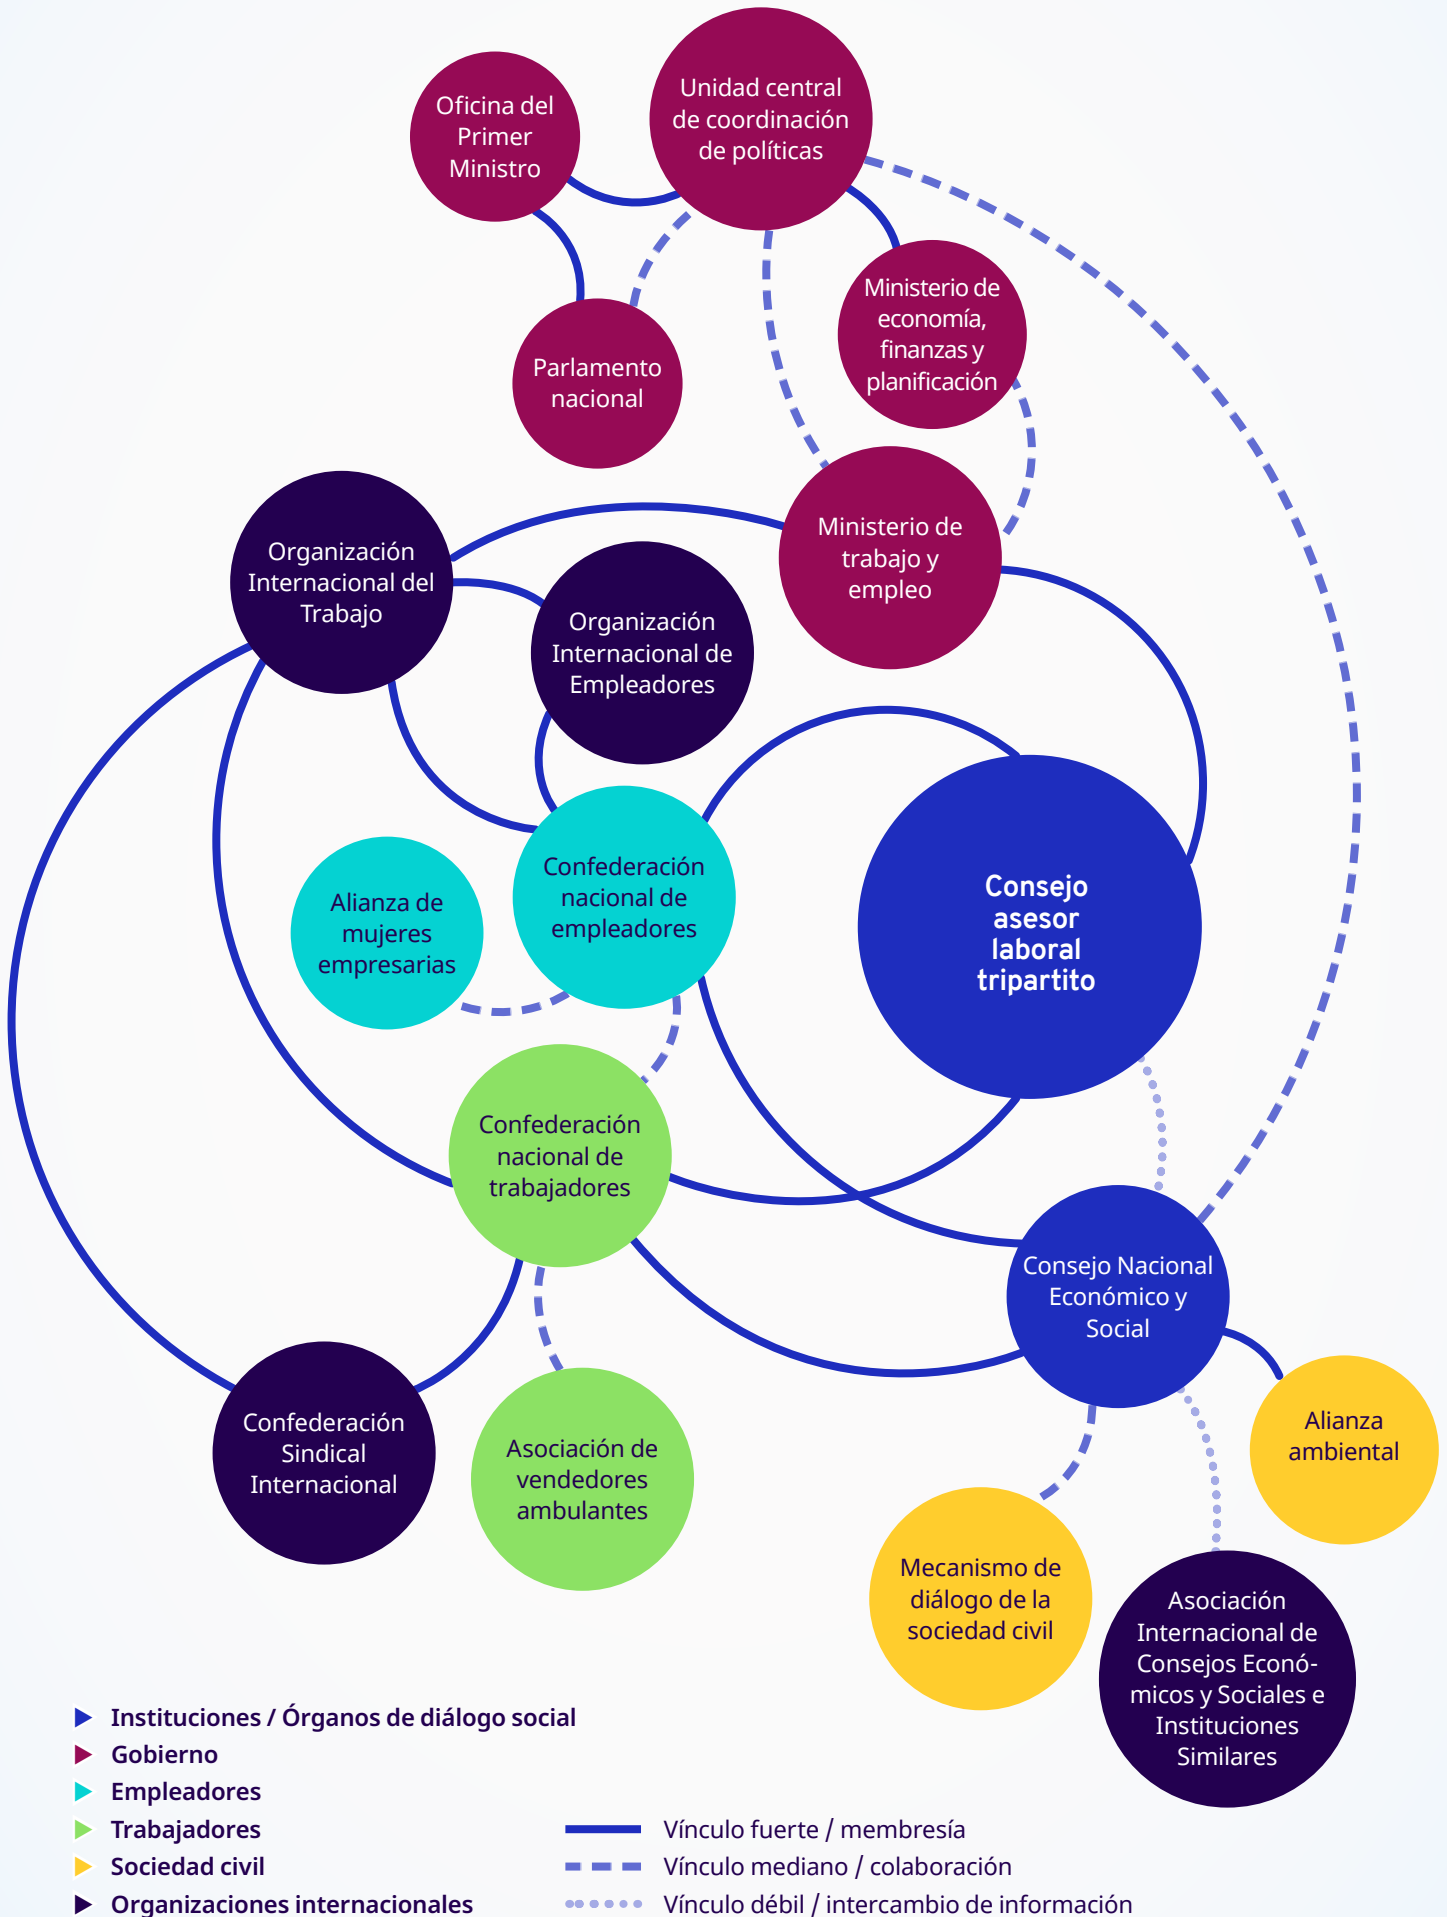 Oficina del
Primer
Ministro
Unidad central
de coordinación
de políticas
Ministerio de
economía,
finanzas y
planificación
Parlamento
nacional
Organización
Internacional del
Trabajo
Ministerio de
trabajo y
empleo
Organización
Internacional de
Empleadores
Confederación
nacional de
empleadores
Alianza de
mujeres
empresarias
Consejo
asesor
laboral
tripartito
Confederación
nacional de
trabajadores
Consejo Nacional
Económico y
Social
Confederación
Sindical
Internacional
Asociación de
vendedores
ambulantes
Alianza
ambiental
Mecanismo de
diálogo de la
sociedad civil
Asociación
Internacional de
Consejos Econó-
micos y Sociales e
Instituciones
Similares
Instituciones / Órganos de diálogo social
Gobierno
Empleadores
Trabajadores
Sociedad civil
Organizaciones internacionales
Vínculo fuerte / membresía
Vínculo mediano / colaboración
Vínculo débil / intercambio de información